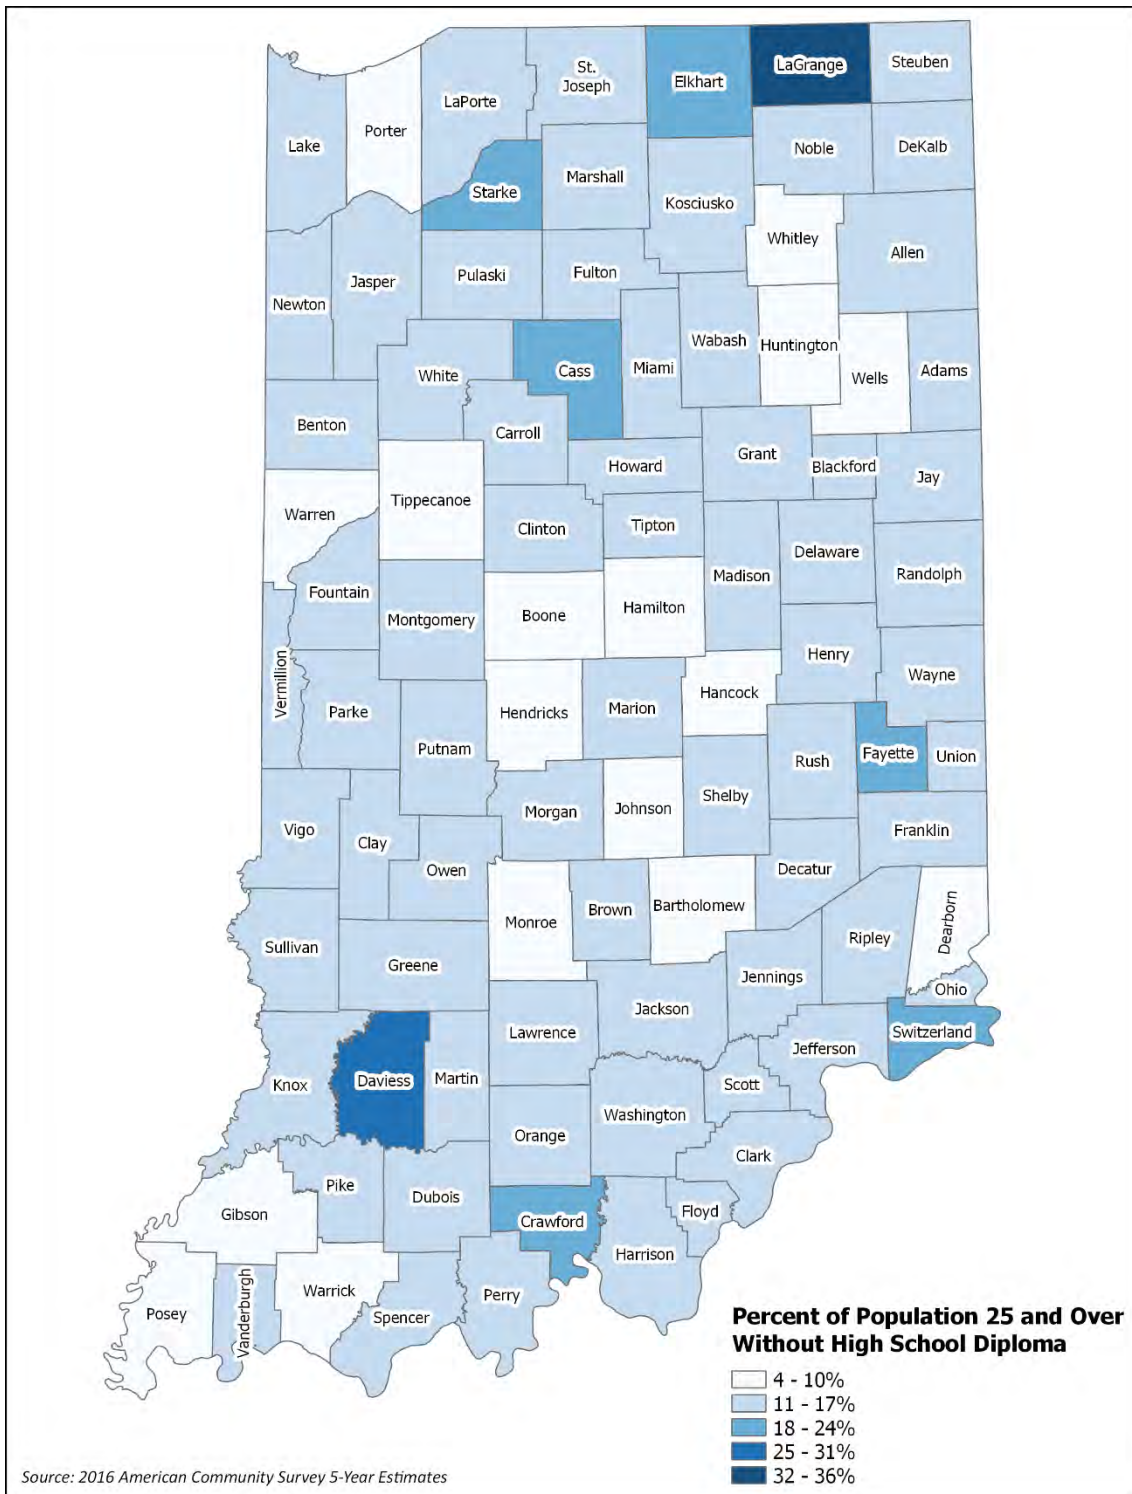 LaGrange
Steuben
St.
Joseph
Elkhart
LaPorte
Porter
Lake
Noble
DeKalb
Marshall
Starke
Kosciusko
Whitley
Allen
Fulton
Pulaski
Jasper
Newton
Wabash
Huntington
Miami
Cass
White
Wells
Adams
Benton
Carroll
Grant
Howard
Blackford
Jay
Tippecanoe
Warren
Clinton
Tipton
Delaware
Madison
Randolph
Fountain
Montgomery
Boone
Hamilton
Henry
Wayne
Vermillion
Parke
Hendricks
Marion
Hancock
Putnam
Rush
Fayette
Union
Shelby
Johnson
Morgan
Vigo
Clay
Franklin
Owen
Decatur
Monroe
Brown
Bartholomew
Dearborn
Ripley
Sullivan
Greene
Jennings
Ohio
Jackson
Lawrence
Switzerland
Jefferson
Knox
Daviess
Martin
Scott
Washington
Orange
Clark
Pike
Dubois
Gibson
Crawford
Floyd
Harrison
Warrick
Perry
Posey
Vanderburgh
Spencer
Percent of Population 25 and Over
Without High School Diploma
4 - 10%
11 - 17%
18 - 24%
25 - 31%
32 - 36%
Source: 2016 American Community Survey 5-Year Estimates